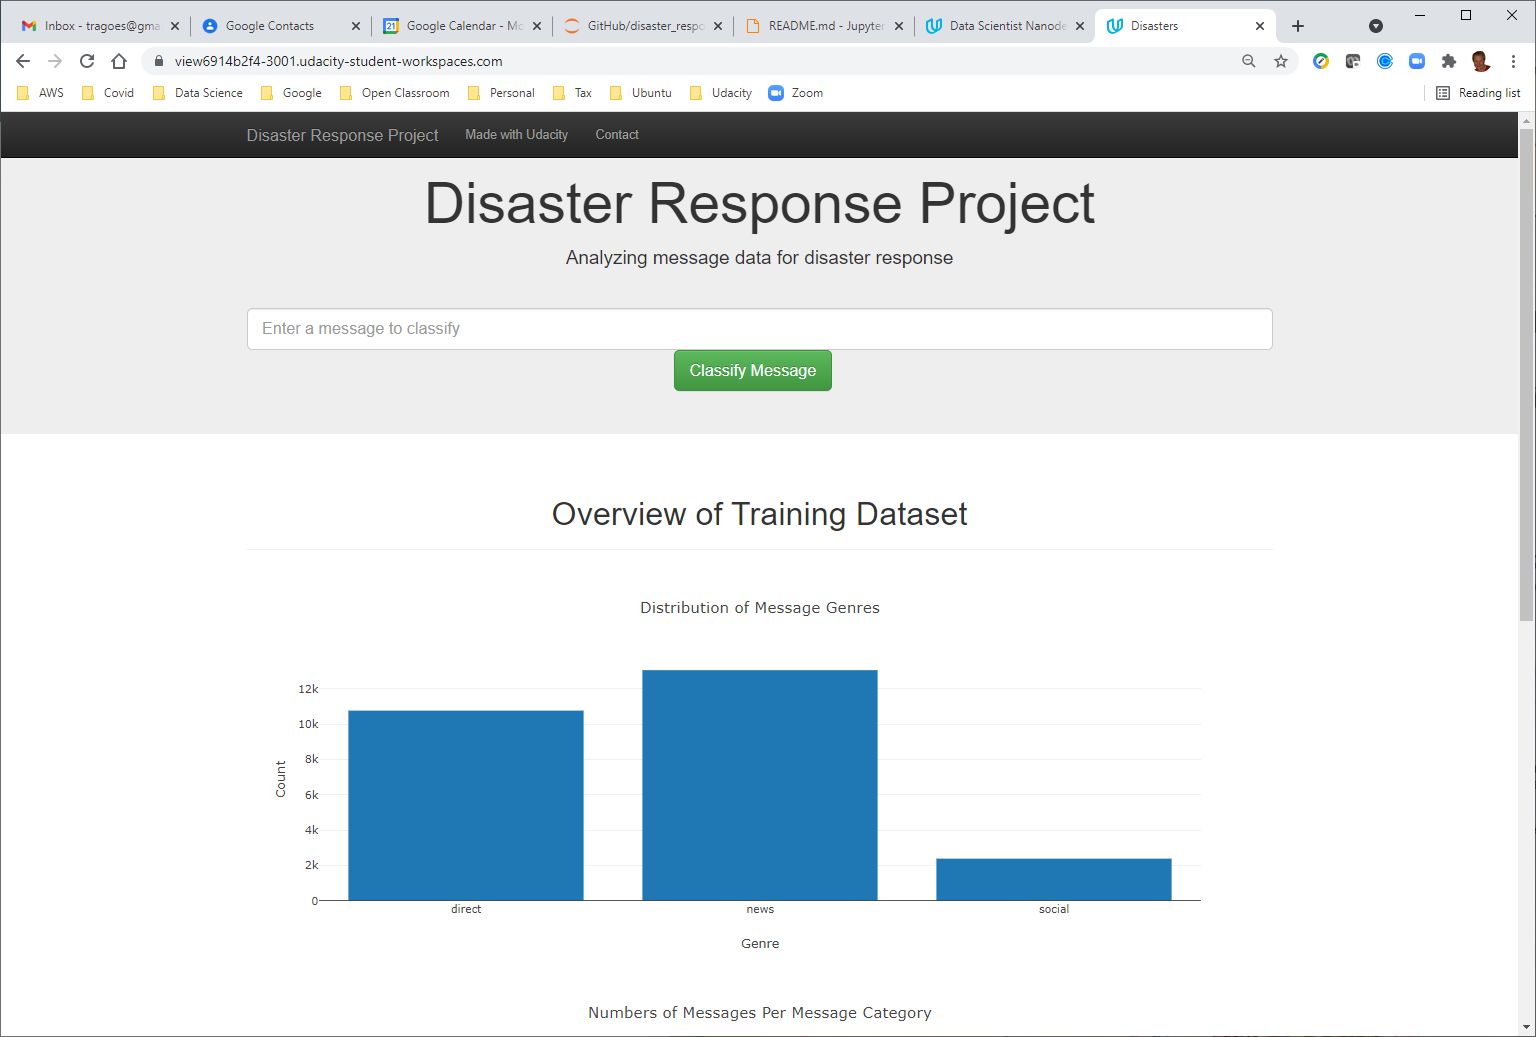 Inbox - tragoes@gma
Google Contacts
Google Calendar - Mo
GitHub/disaster_respo
README.md - Jupyter
Data Scientist Nanode
Disasters
view6914b2f4-3001.udacity-student-workspaces.com
AWS
Covid
Data Science
Google
Open Classroom
Personal
Tax
Ubuntu
Udacity
Zoom
Reading list
Disaster Response Project
Made with Udacity
Contact
Disaster Response Project
Analyzing message data for disaster response
Enter a message to classify
Classify Message
Overview of Training Dataset
Distribution of Message Genres
12k
10k
8k
6k
4k
2k
0
Count
direct
news
social
Genre
Numbers of Messages Per Message Category